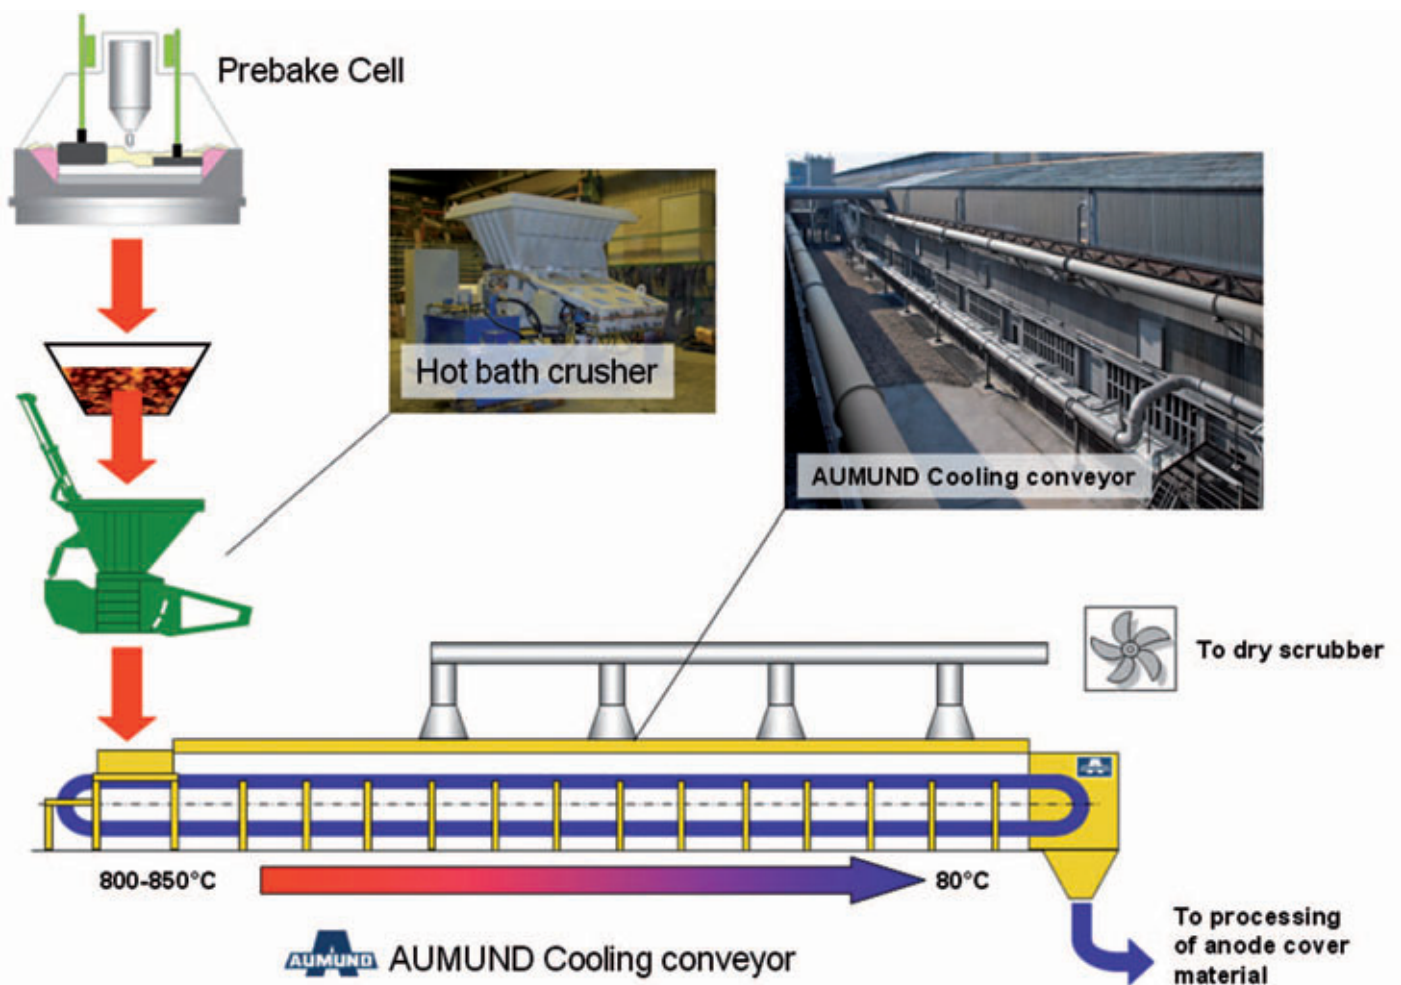 Prebake Cell
Hot bath crusher
AUMUND Cooling conveyor
To dry scrubber
800-850°C
80°C
To processing
of anode cover
material
AUMUND
AUMUND Cooling conveyor